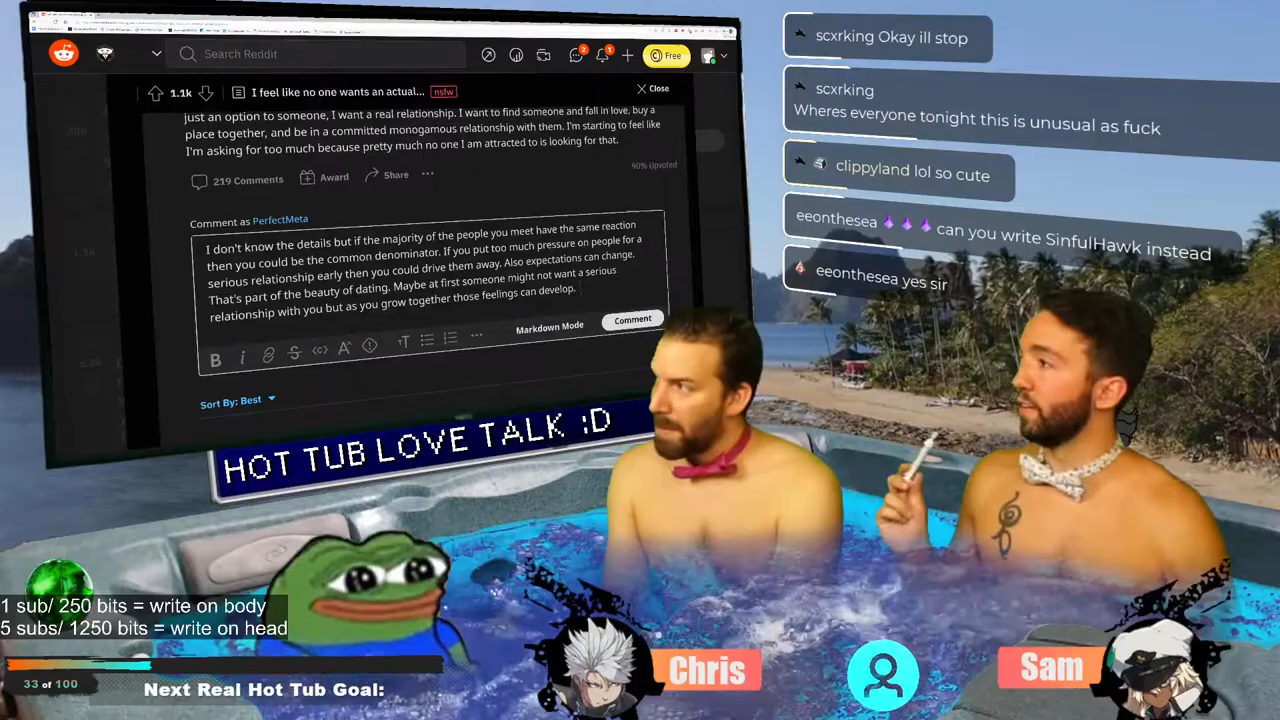 Search Reddit
2
1
Free
1.1k
I feel like no one wants an actual...
nsfw
Close
just an option to someone, I want a real relationship. I want to find someone and fall in love, buy a
place together, and be in a committed monogamous relationship with them. I'm starting to feel like
I'm asking for too much because pretty much no one I am attracted to is looking for that.
90% Upvoted
219 Comments
Award
Share
Comment as PerfectMeta
I don't know the details but if the majority of the people you meet have the same reaction
then you could be the common denominator. If you put too much pressure on people for a
serious relationship early then you could drive them away. Also expectations can change.
That's part of the beauty of dating. Maybe at first someone might not want a serious
relationship with you but as you grow together those feelings can develop.
Markdown Mode
Comment
Sort By: Best
HOT TUB LOVE TALK :D
scxrking Okay ill stop
scxrking
Wheres everyone tonight this is unusual as fuck
clippyland lol so cute
eeonthesea can you write SinfulHawk instead
eeonthesea yes sir
1 sub/ 250 bits = write on body
5 subs/ 1250 bits = write on head
33 of 100
Next Real Hot Tub Goal:
Chris
Sam